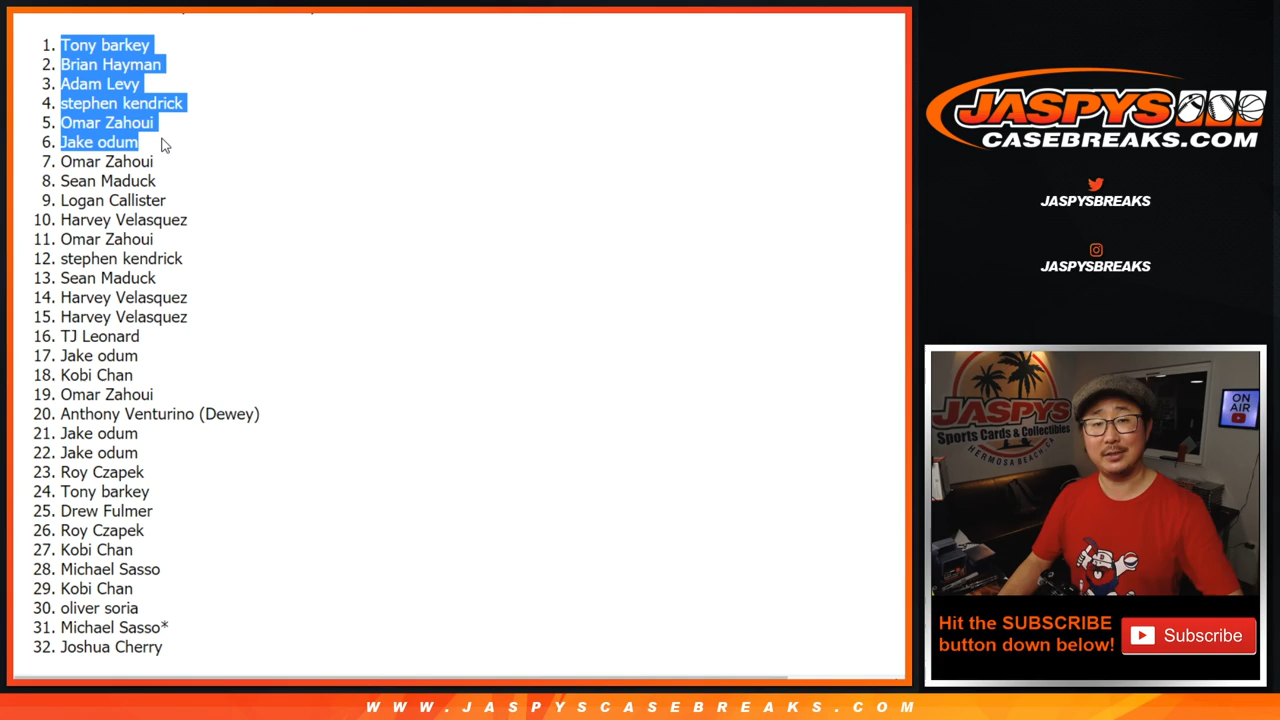 1. Tony barkey
2. Brian Hayman
3. Adam Levy
4. stephen kendrick
5. Omar Zahoui
6. Jake odum
7. Omar Zahoui
8. Sean Maduck
9. Logan Callister
10. Harvey Velasquez
11. Omar Zahoui
12. stephen kendrick
13. Sean Maduck
14. Harvey Velasquez
15. Harvey Velasquez
16. TJ Leonard
17. Jake odum
18. Kobi Chan
19. Omar Zahoui
20. Anthony Venturino (Dewey)
21. Jake odum
22. Jake odum
23. Roy Czapek
24. Tony barkey
25. Drew Fulmer
26. Roy Czapek
27. Kobi Chan
28. Michael Sasso
29. Kobi Chan
30. oliver soria
31. Michael Sasso*
32. Joshua Cherry
JASPYS
CASEBREAKS.COM
JASPYSBREAKS
JASPYSBREAKS
JASPYS
Sports Cards & Collectibles
HERMOSA BEACH, CA
ON
AIR
Hit the SUBSCRIBE
button down below!
Subscribe
WWW.JASPYSCASEBREAKS.COM